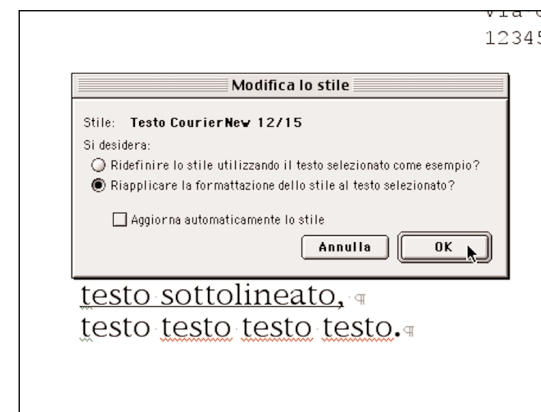 12345
Modifica lo stile
Stile: Testo CourierNew 12/15
Si desidera:
Ridefinire lo stile utilizzando il testo selezionato come esempio?
Riapplicare la formattazione dello stile al testo selezionato?
Aggiorna automaticamente lo stile
Annulla OK
testo sottolineato, ¶
testo testo testo testo.¶